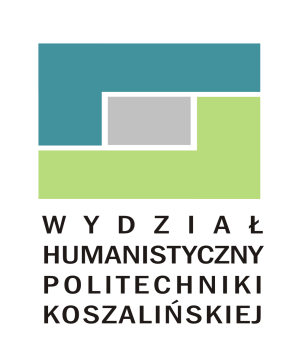 WYDZIAŁ
HUMANISTYCZNY
POLITECHNIKI
KOSZALIŃSKIEJ